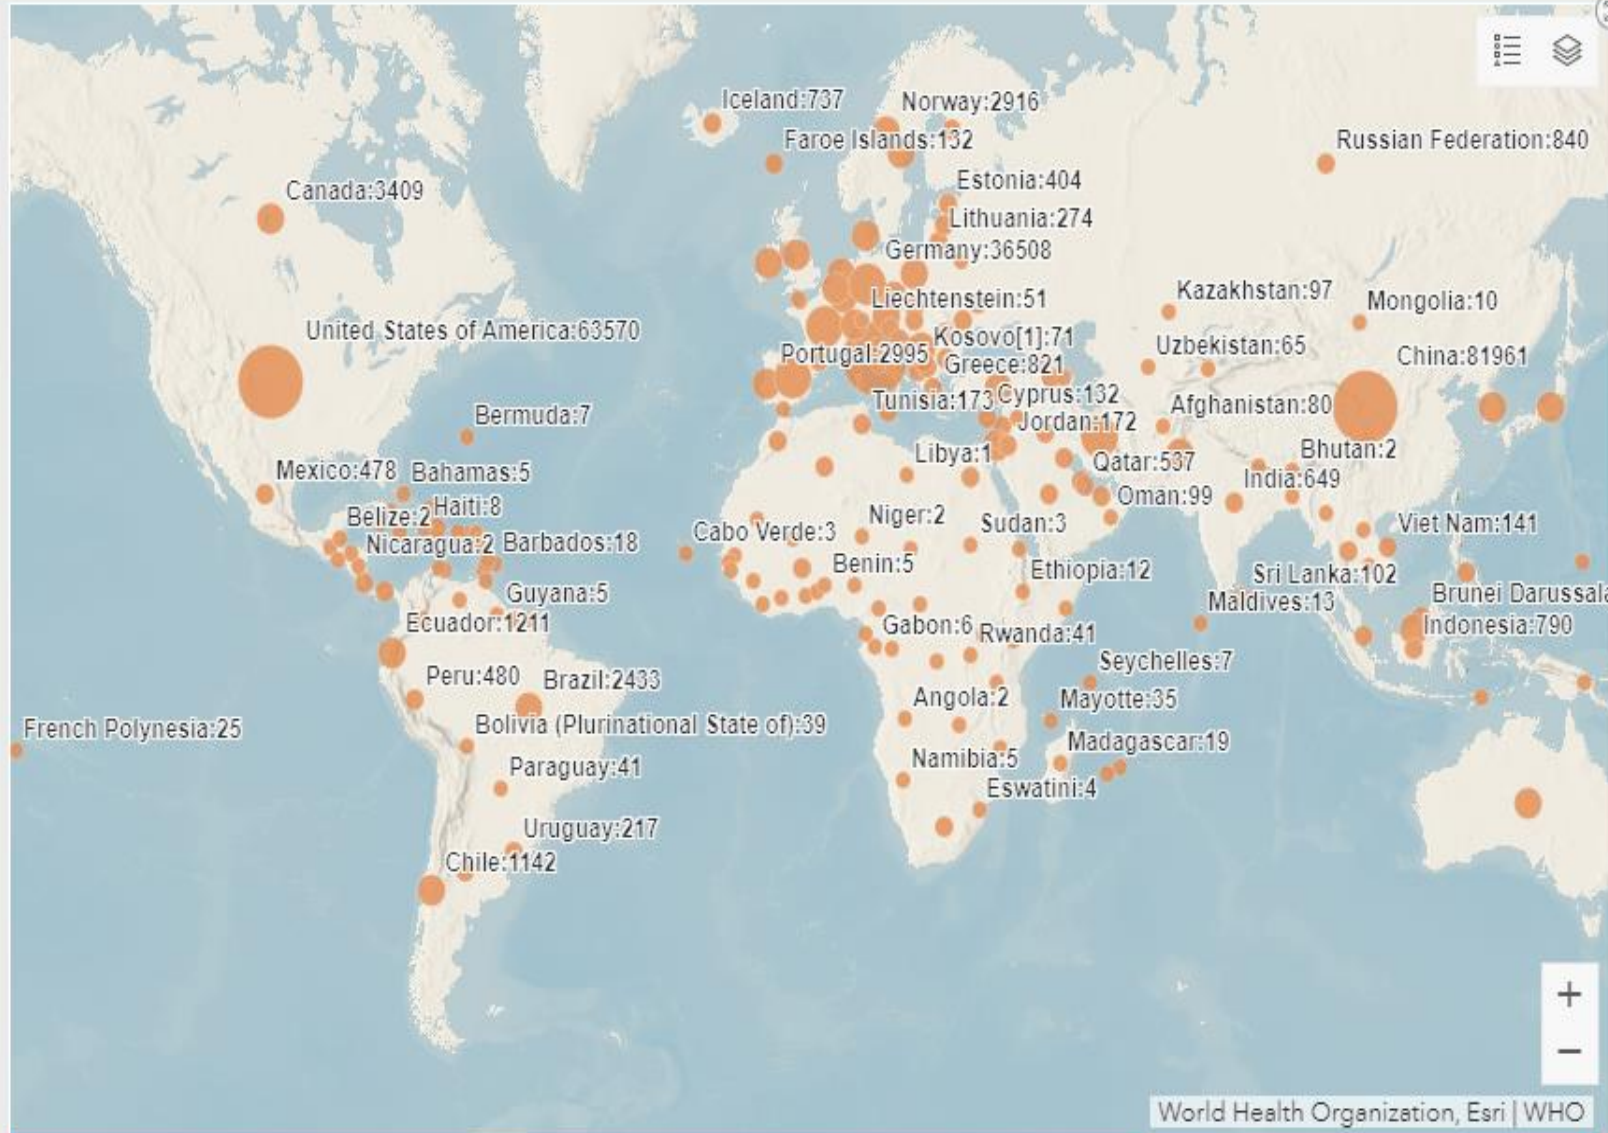 Iceland:737
Norway:2916
Faroe Islands:132
Russian Federation:840
Canada:3409
Estonia:404
Lithuania:274
Germany:36508
Kazakhstan:97
Mongolia:10
Liechtenstein:51
United States of America:63570
Kosovo[1]:71
Uzbekistan:65
Portugal:2995
China:81961
Greece:821
Cyprus:132
Tunisia:173
Afghanistan:80
Bermuda:7
Jordan:172
Libya:1
Bhutan:2
Mexico:478
Bahamas:5
Qatar:537
India:649
Oman:99
Haiti:8
Belize:2
Niger:2
Sudan:3
Viet Nam:141
Cabo Verde:3
Nicaragua:2
Barbados:18
Benin:5
Ethiopia:12
Sri Lanka:102
Guyana:5
Maldives:13
Brunei Darussala
Ecuador:1211
Gabon:6
Rwanda:41
Indonesia:790
Peru:480
Brazil:2433
Seychelles:7
Angola:2
Mayotte:35
French Polynesia:25
Bolivia (Plurinational State of):39
Madagascar:19
Paraguay:41
Namibia:5
Eswatini:4
Uruguay:217
Chile:1142
+
−
World Health Organization, Esri | WHO